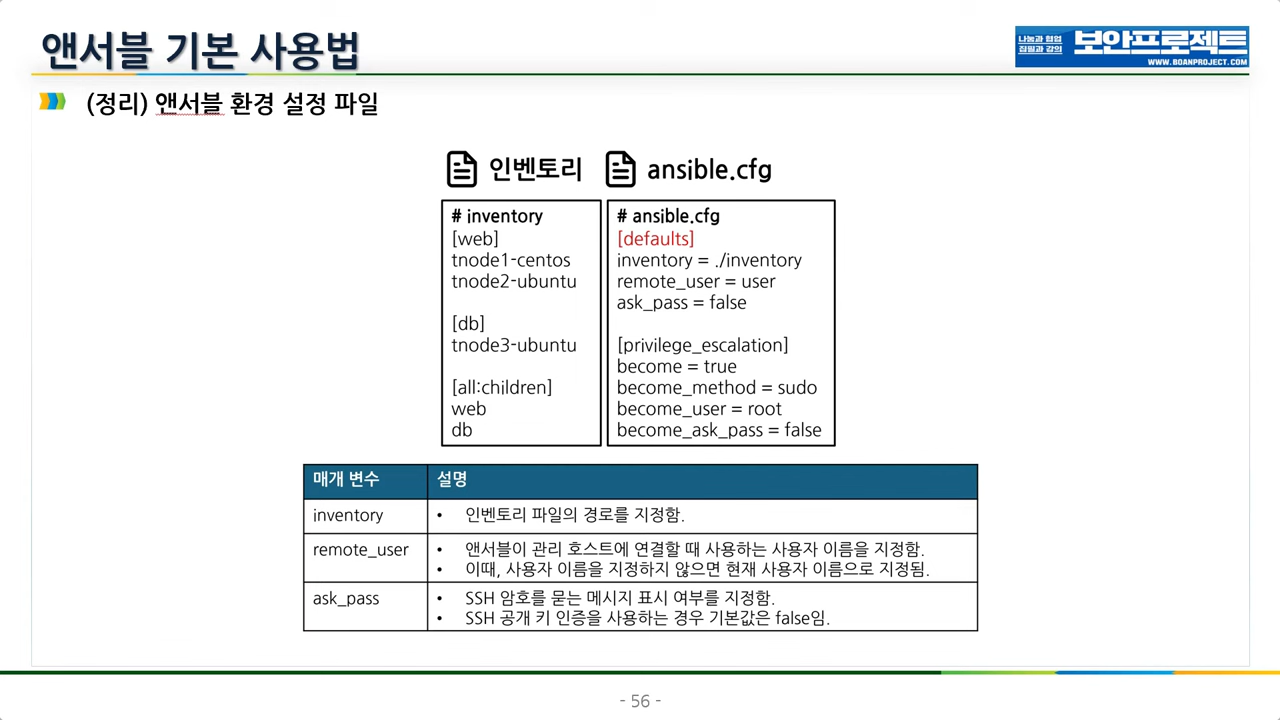 앤서블 기본 사용법
나눔과 협업
집필과 강의
보안프로젝트
WWW.BOANPROJECT.COM
(정리) 앤서블 환경 설정 파일
인벤토리
ansible.cfg
# inventory
[web]
tnode1-centos
tnode2-ubuntu
[db]
tnode3-ubuntu
[all:children]
web
db
# ansible.cfg
[defaults]
inventory = ./inventory
remote_user = user
ask_pass = false
[privilege_escalation]
become = true
become_method = sudo
become_user = root
become_ask_pass = false
매개 변수 설명
inventory • 인벤토리 파일의 경로를 지정함.
remote_user • 앤서블이 관리 호스트에 연결할 때 사용하는 사용자 이름을 지정함.
• 이때, 사용자 이름을 지정하지 않으면 현재 사용자 이름으로 지정됨.
ask_pass • SSH 암호를 묻는 메시지 표시 여부를 지정함.
• SSH 공개 키 인증을 사용하는 경우 기본값은 false임.
- 56 -